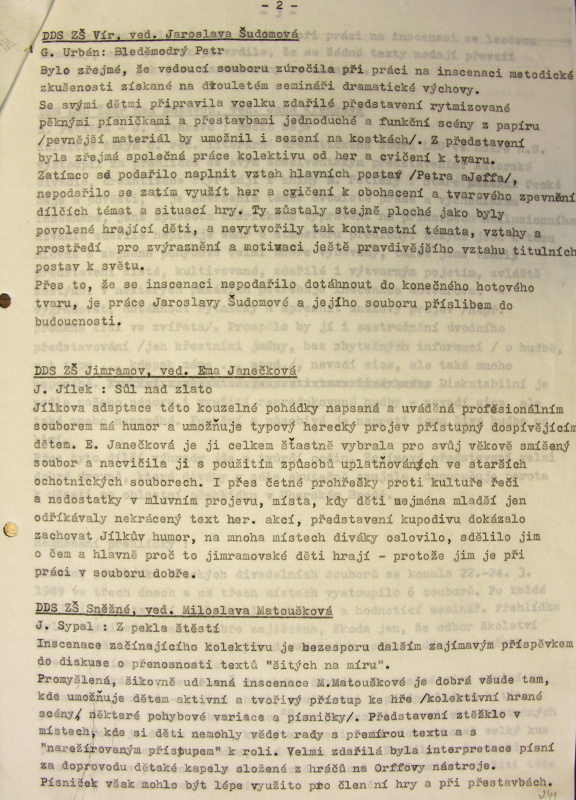 - 2 -
DDS ZŠ Vír, ved. Jaroslava Šudomová
G. Urbán: Bleděmodrý Petr
Bylo zřejmé, že vedoucí souboru zúročila při práci na inscenaci metodické
zkušenosti získané na dvouletém semináři dramatické výchovy.
Se svými dětmi připravila vcelku zdařilé představení rytmizované
pěknými písničkami a přestavbami jednoduché a funkční scény z papíru
/pevnější materiál by umožnil i sezení na kostkách/. Z představení
byla zřejmá společná práce kolektivu od her a cvičení k tvaru.
Zatímco se podařilo naplnit vztah hlavních postav /Petra aJeffa/,
nepodařilo se zatím využít her a cvičení k obohacení a tvarového zpevnění
dílčích témat a situací hry. Ty zůstaly stejně ploché jako byly
povolené hrající děti, a nevytvořily tak kontrastní témata, vztahy a
prostředí pro zvýraznění a motivaci ještě pravdivějšího vztahu titulních
postav k světu.
Přes to, že se inscenaci nepodařilo dotáhnout do konečného hotového
tvaru, je práce Jaroslavy Šudomové a jejího souboru příslibem do
budoucnosti.
DDS ZŠ Jimramov, ved. Ema Janečková
J. Jílek : Sůl nad zlato
Jílkova adaptace této kouzelné pohádky napsaná a uváděná profesionálním
souborem má humor a umožňuje typový herecký projev přístupný dospívajícím
dětem. E. Janečková je ji celkem šťastně vybrala pro svůj věkově smíšený
soubor a nacvičila ji s použitím způsobů uplatňováných ve starších
ochotnických souborech. I přes četné prohřešky proti kultuře řeči
a nedostatky v mluvním projevu, místa, kdy děti zejména mladší jen
odříkávaly nekrácený text her. akcí, představení kupodivu dokázalo
zachovat Jílkův humor, na mnoha místech diváky oslovilo, sdělilo jim
o čem a hlavně proč to jimramovské děti hrají - protože jim je při
práci v souboru dobře.
DDS ZŠ Sněžné, ved. Miloslava Matoušková
J. Sypal : Z pekla štěstí
Inscenace začínajícího kolektivu je bezesporu dalším zajímavým příspěvkem
do diskuse o přenosnosti textů "šitých na míru".
Promyšlená, šikovně udělaná inscenace M.Matouškové je dobrá všude tam,
kde umožňuje dětem aktivní a tvořivý přístup ke hře /kolektivní hrané
scény, některé pohybové variace a písničky/. Představení ztěžklo v
místech, kde si děti nemohly vědet rady s přemírou textu a s
"narežírovaným přístupem" k roli. Velmi zdařilá byla interpretace písní
za doprovodu dětské kapely složené z hráčů na Orffovy nástroje.
Písniček však mohlo být lépe využito pro členění hry a při přestavbách.
241